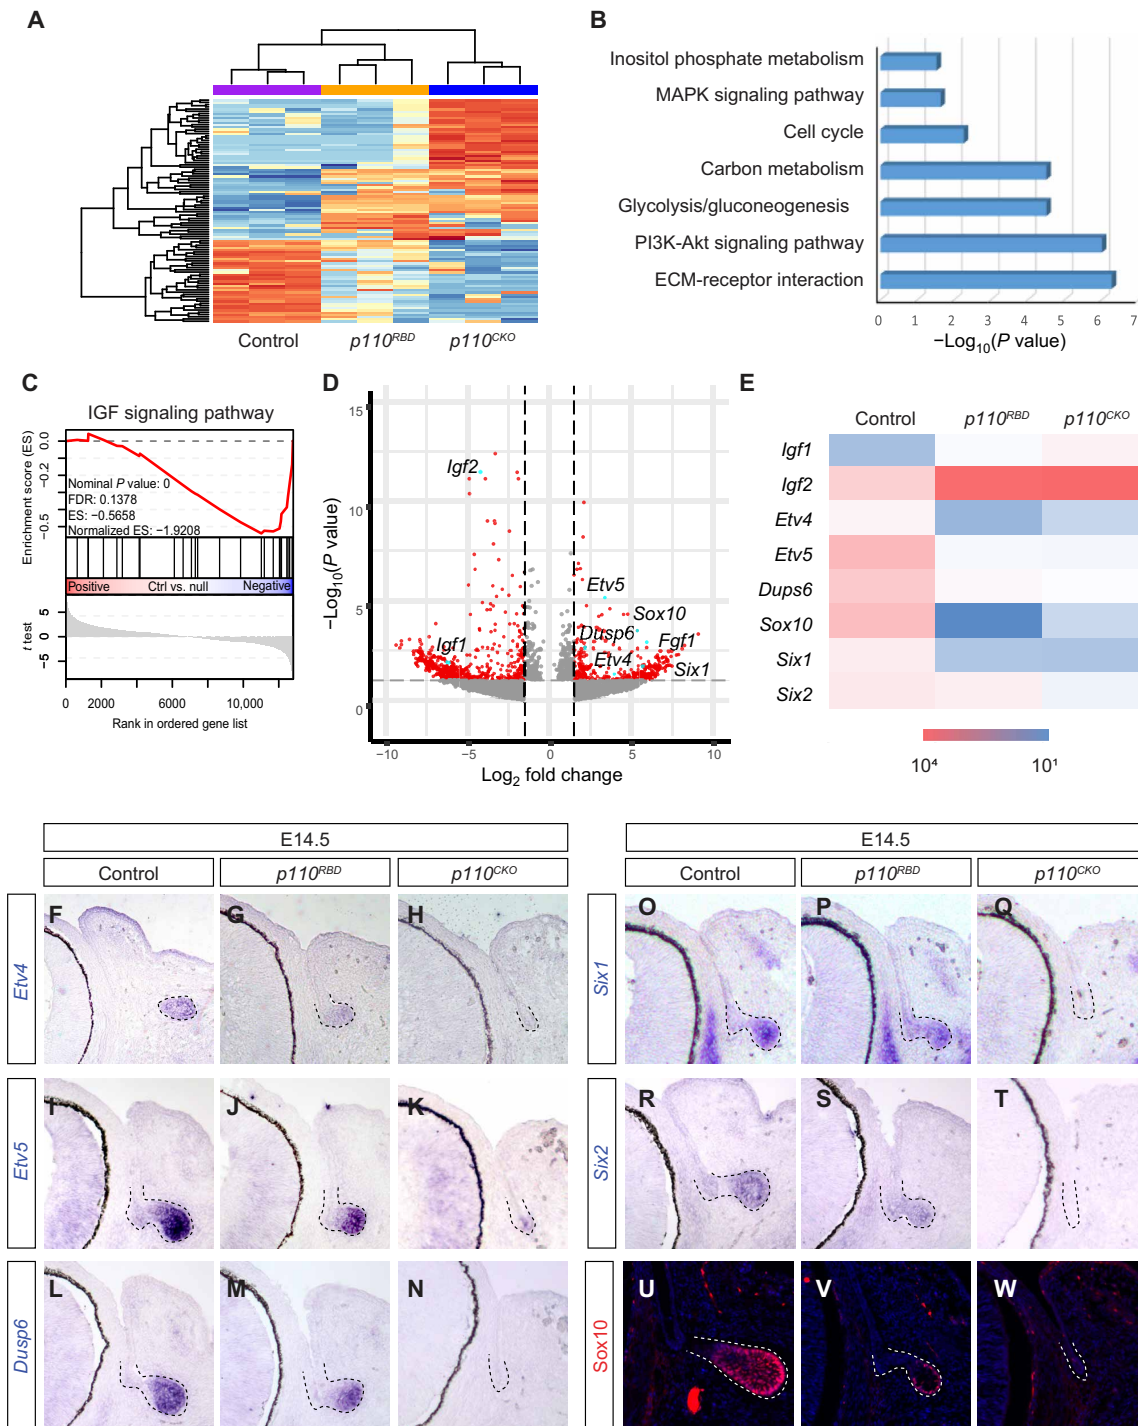 A
Control
p110RBD
p110CKO
B
Inositol phosphate metabolism
MAPK signaling pathway
Cell cycle
Carbon metabolism
Glycolysis/gluconeogenesis
PI3K-Akt signaling pathway
ECM-receptor interaction
0 1 2 3 4 5 6 7
−Log10(P value)
C
IGF signaling pathway
Enrichment score (ES)
0.0
−0.2
−0.5
Nominal P value: 0
FDR: 0.1378
ES: −0.5658
Normalized ES: −1.9208
Positive Ctrl vs. null Negative
t test
5
0
−5
0 2000 6000 10,000
Rank in ordered gene list
D
−Log10(P value)
15
10
5
0
Igf2
Etv5
Sox10
Dusp6
Fgf1
Igf1
Etv4
Six1
−10 −5 0 5 10
Log2 fold change
E
Control p110RBD p110CKO
Igf1
Igf2
Etv4
Etv5
Dups6
Sox10
Six1
Six2
10⁴ 10¹
E14.5
Control p110RBD p110CKO
Etv4
F G H
Etv5
I J K
Dusp6
L M N
E14.5
Control p110RBD p110CKO
Six1
O P Q
Six2
R S T
Sox10
U V W